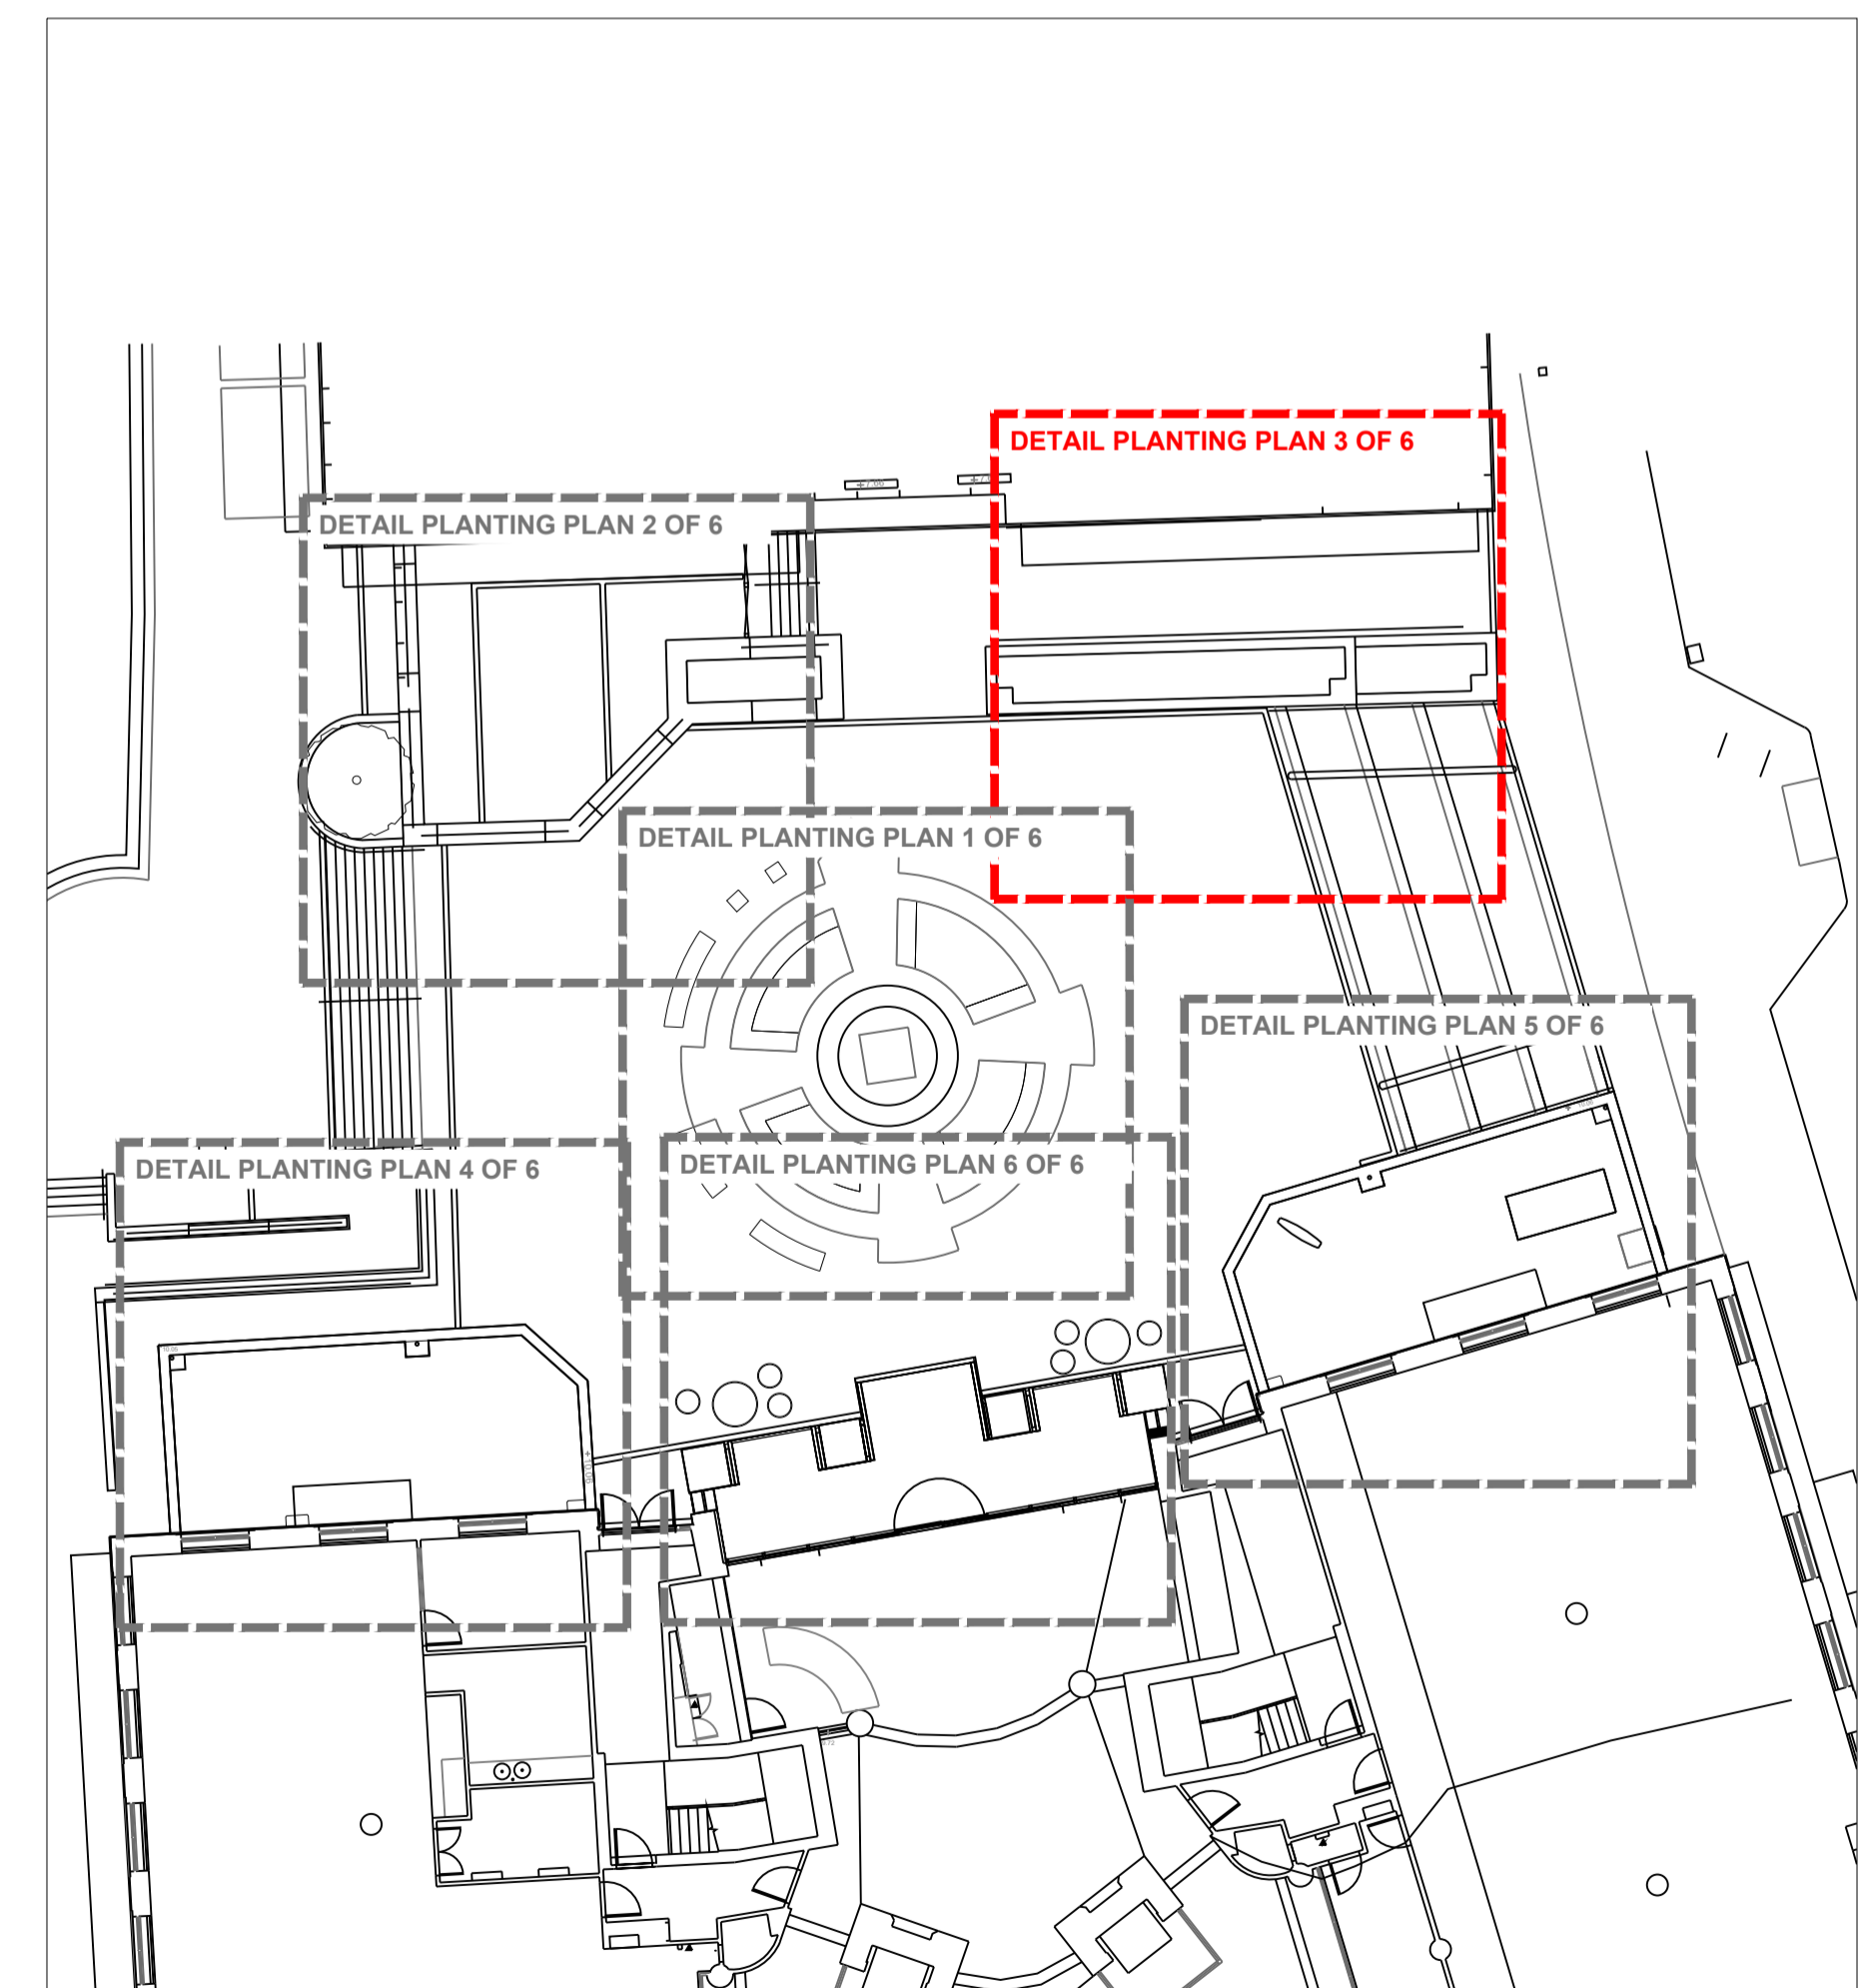 DETAIL PLANTING PLAN 3 OF 6
DETAIL PLANTING PLAN 2 OF 6
DETAIL PLANTING PLAN 1 OF 6
DETAIL PLANTING PLAN 5 OF 6
DETAIL PLANTING PLAN 4 OF 6
DETAIL PLANTING PLAN 6 OF 6